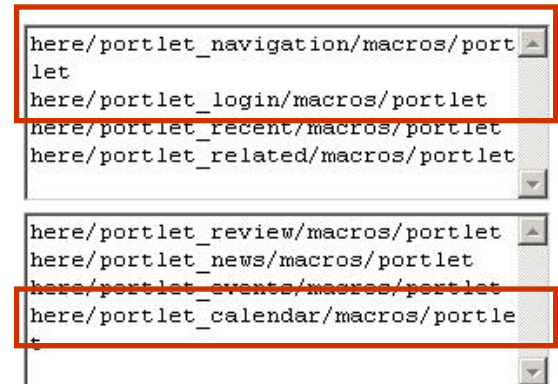 here/portlet_navigation/macros/port
let
here/portlet_login/macros/portlet
here/portlet_recent/macros/portlet
here/portlet_related/macros/portlet
here/portlet_review/macros/portlet
here/portlet_news/macros/portlet
here/portlet_events/macros/portlet
here/portlet_calendar/macros/portle
t